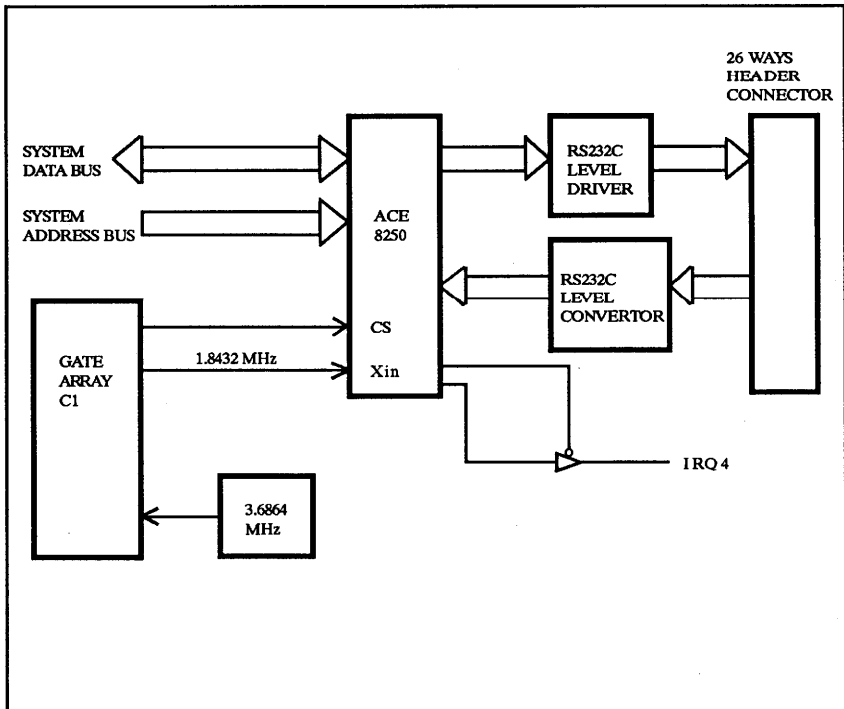 26 WAYS
HEADER
CONNECTOR
SYSTEM
DATA BUS
RS232C
LEVEL
DRIVER
SYSTEM
ADDRESS BUS
ACE
8250
RS232C
LEVEL
CONVERTOR
CS
1.8432 MHz
Xin
GATE
ARRAY
C1
IRQ 4
3.6864
MHz